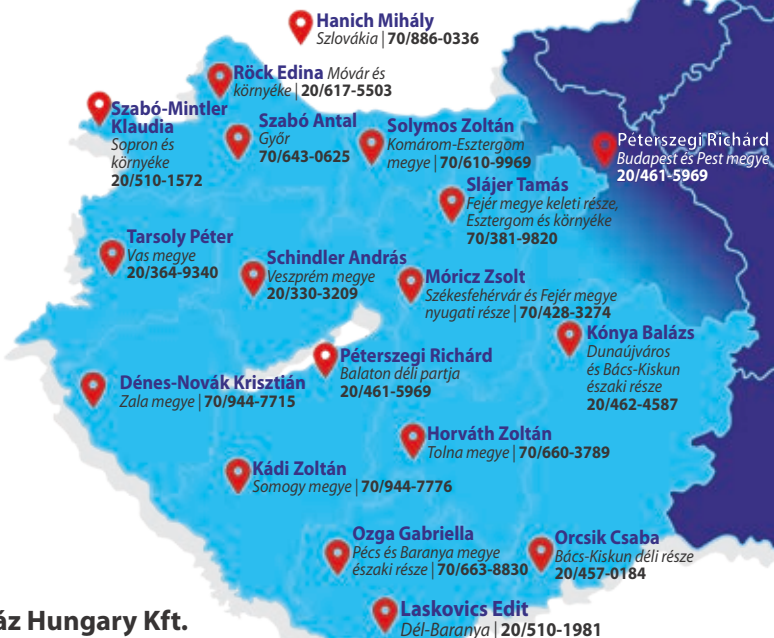 Hanich Mihály
Szlovákia | 70/886-0336
Röck Edina Móvár és
környéke | 20/617-5503
Szabó-Mintler
Klaudia
Sopron és
környéke
20/510-1572
Szabó Antal
Győr
70/643-0625
Solymos Zoltán
Komárom-Esztergom
megye | 70/610-9969
Péterszegi Richárd
Budapest és Pest megye
20/461-5969
Slájer Tamás
Fejér megye keleti része,
Esztergom és környéke
70/381-9820
Tarsoly Péter
Vas megye
20/364-9340
Schindler András
Veszprém megye
20/330-3209
Móricz Zsolt
Székesfehérvár és Fejér megye
nyugati része | 70/428-3274
Kónya Balázs
Dunaújváros
és Bács-Kiskun
északi része
20/462-4587
Péterszegi Richárd
Balaton déli partja
20/461-5969
Dénes-Novák Krisztián
Zala megye | 70/944-7715
Horváth Zoltán
Tolna megye | 70/660-3789
Kádi Zoltán
Somogy megye | 70/944-7776
Ozga Gabriella
Pécs és Baranya megye
északi része | 70/663-8830
Orcsik Csaba
Bács-Kiskun déli része
20/457-0184
Laskovics Edit
Dél-Baranya | 20/510-1981
áz Hungary Kft.